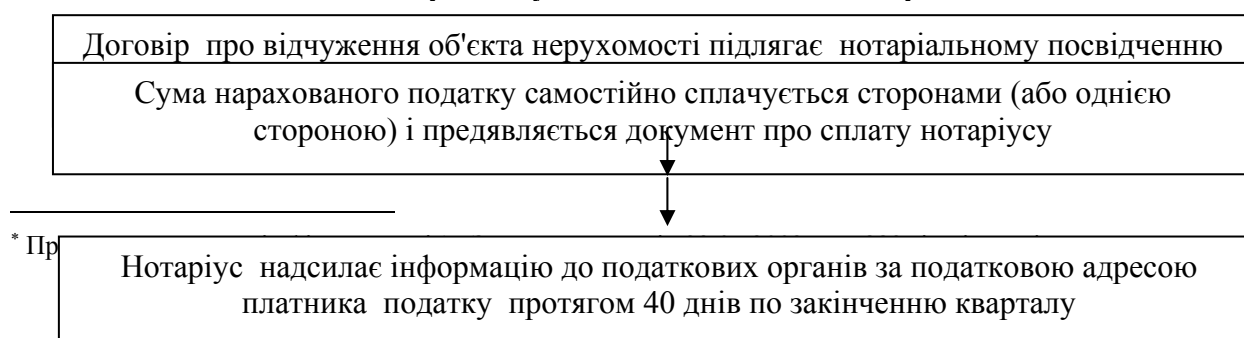 Договір про відчуження об'єкта нерухомості підлягає нотаріальному посвідченню
Сума нарахованого податку самостійно сплачується сторонами (або однією
стороною) і предявляється документ про сплату нотаріусу
* Пр
Нотаріус надсилає інформацію до податкових органів за податковою адресою
платника податку протягом 40 днів по закінченню кварталу